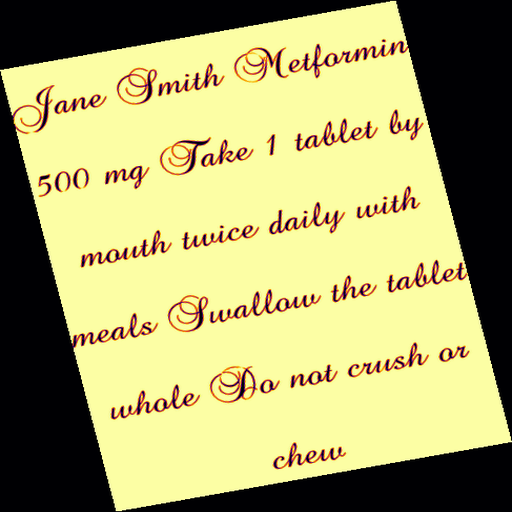 Jane Smith Metformin
500 mg Take 1 tablet by
mouth twice daily with
meals Swallow the tablet
whole Do not crush or
chew